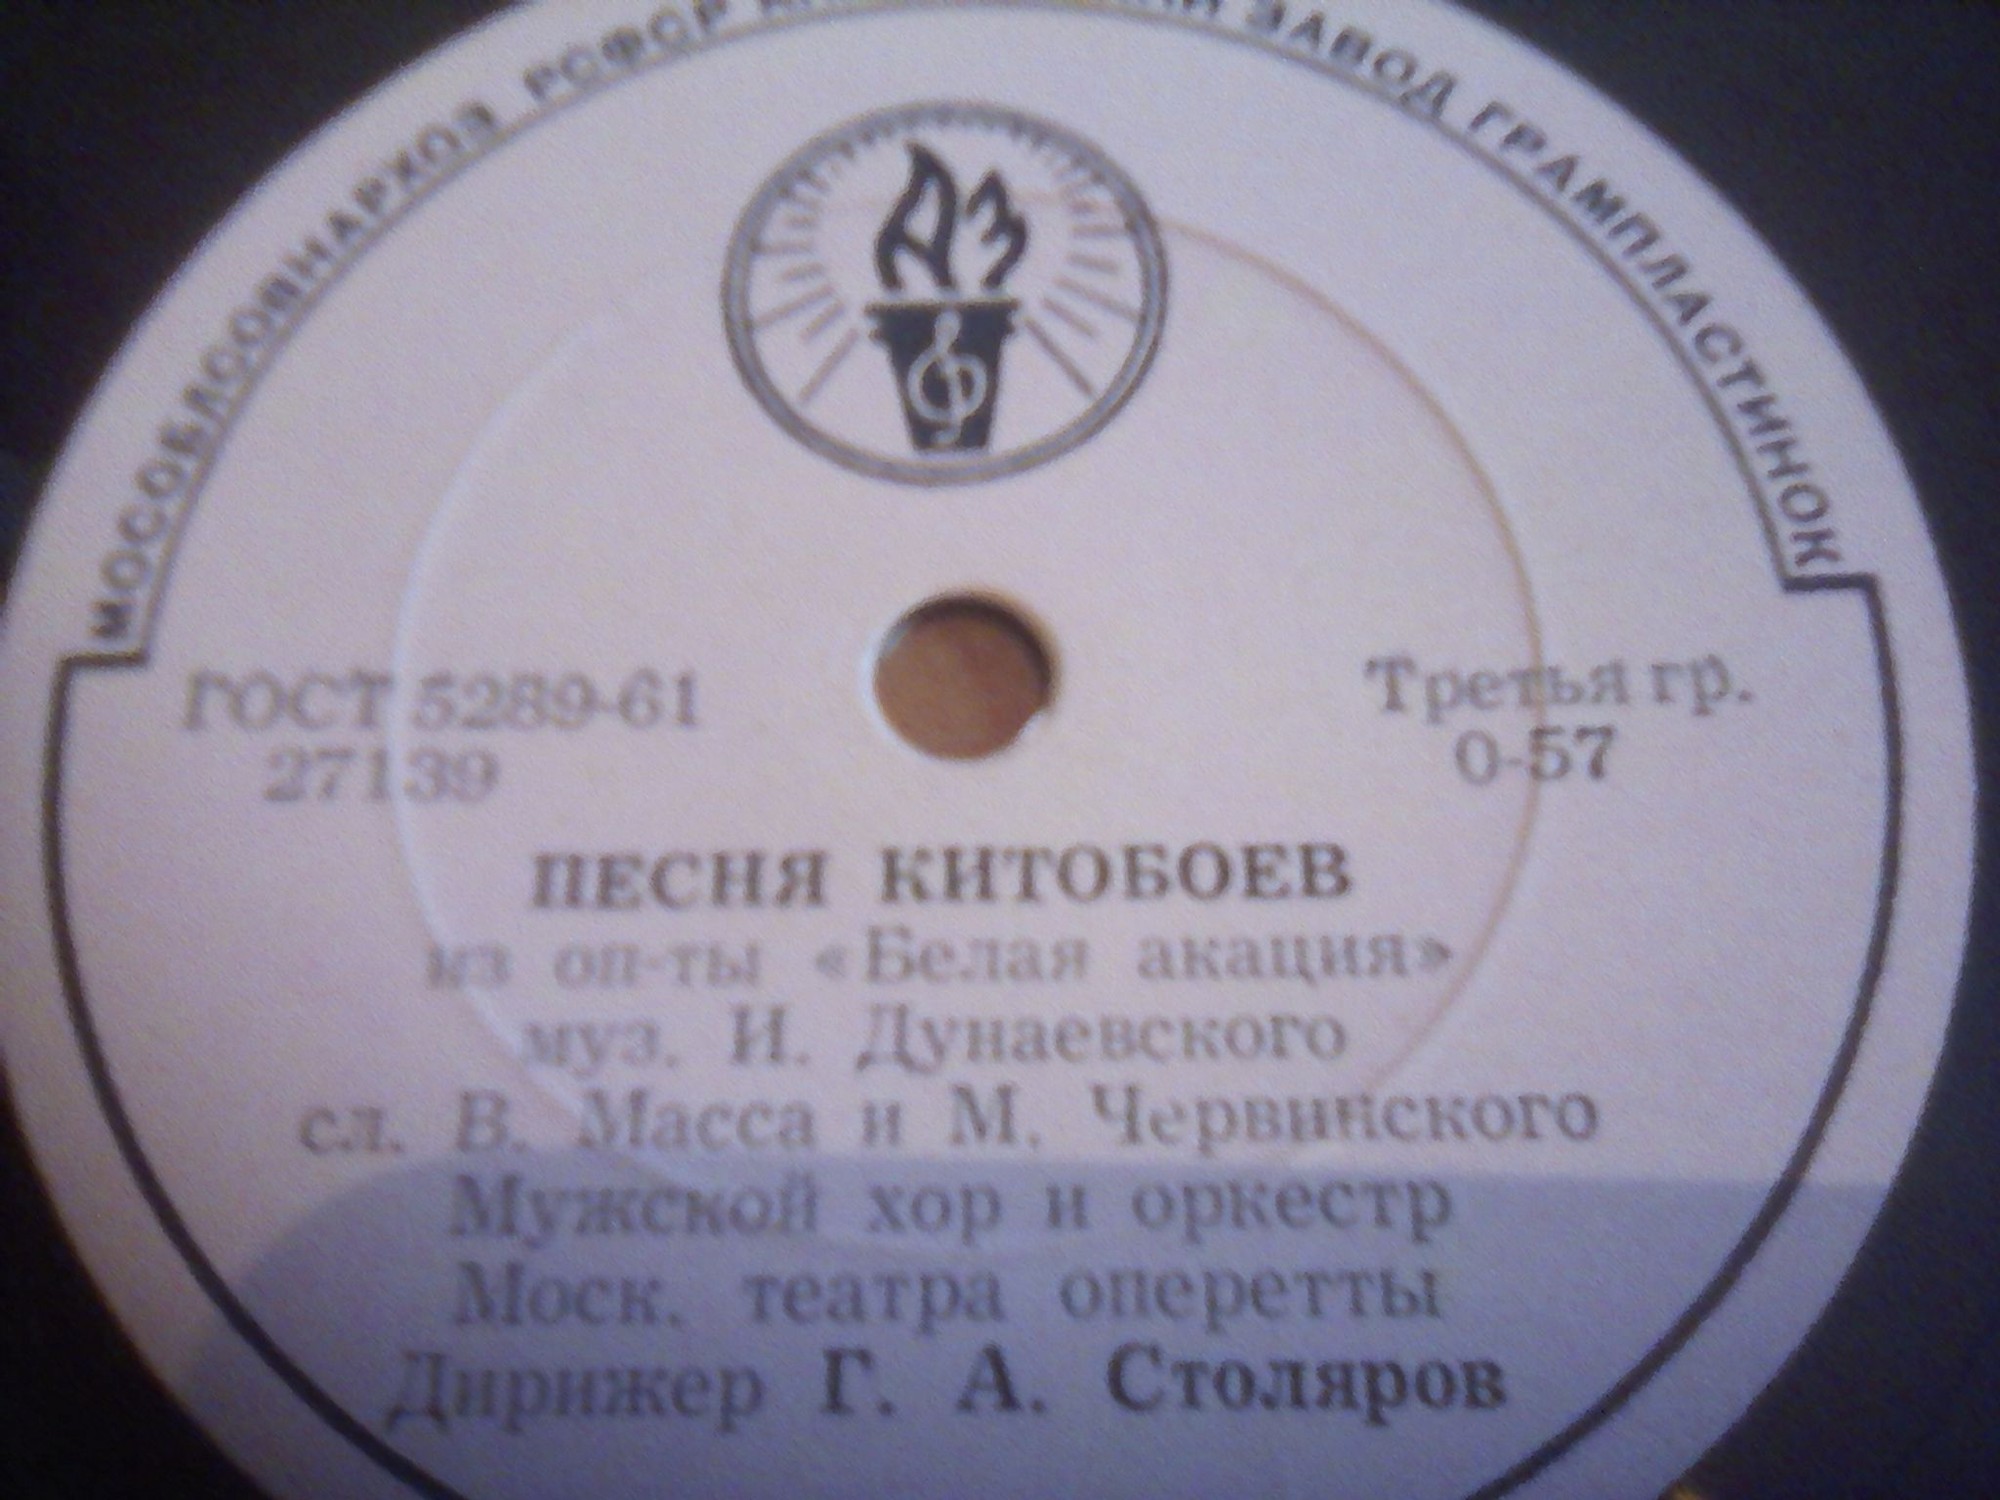 МОСОБЛСОВНАРХОЗ РСФСР ЗАВОД ГРАМПЛАСТИНОК
АЗ
ГОСТ 5289-61
27139
Третья гр.
0-57
ПЕСНЯ КИТОБОЕВ
из оп-ты «Белая акация»
муз. И. Дунаевского
сл. В. Масса и М. Червинского
Мужской хор и оркестр
Моск. театра оперетты
Дирижер Г. А. Столяров